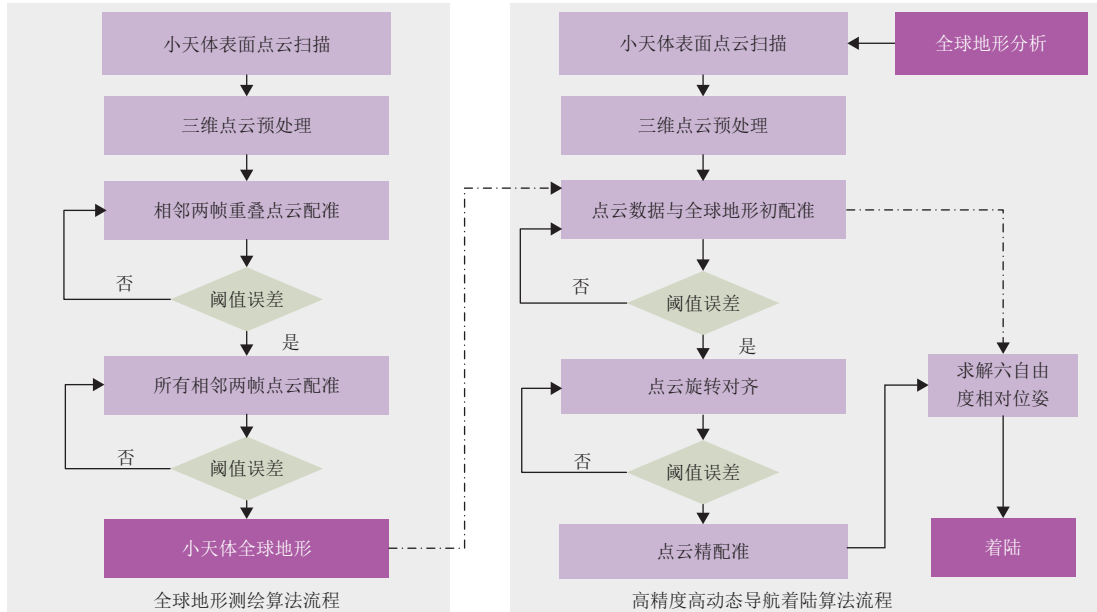 小天体表面点云扫描
三维点云预处理
相邻两帧重叠点云配准
否
阈值误差
是
所有相邻两帧点云配准
否
阈值误差
小天体全球地形
全球地形测绘算法流程
小天体表面点云扫描
全球地形分析
三维点云预处理
点云数据与全球地形初配准
否
阈值误差
是
点云旋转对齐
求解六自由
度相对位姿
否
阈值误差
点云精配准
着陆
高精度高动态导航着陆算法流程